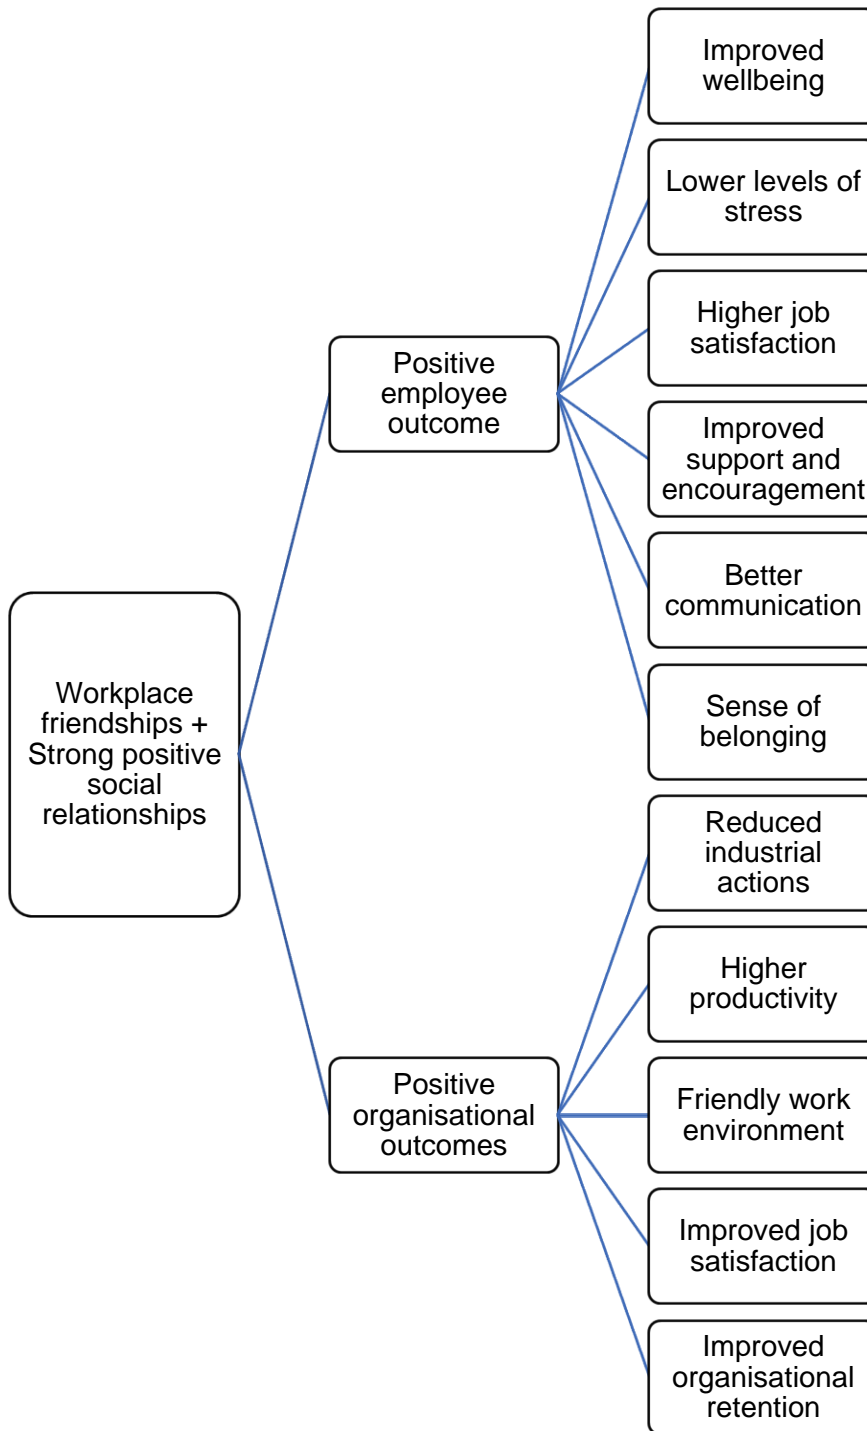 Workplace
friendships +
Strong positive
social
relationships
Positive
employee
outcome
Improved
wellbeing
Lower levels of
stress
Higher job
satisfaction
Improved
support and
encouragement
Better
communication
Sense of
belonging
Positive
organisational
outcomes
Reduced
industrial
actions
Higher
productivity
Friendly work
environment
Improved job
satisfaction
Improved
organisational
retention